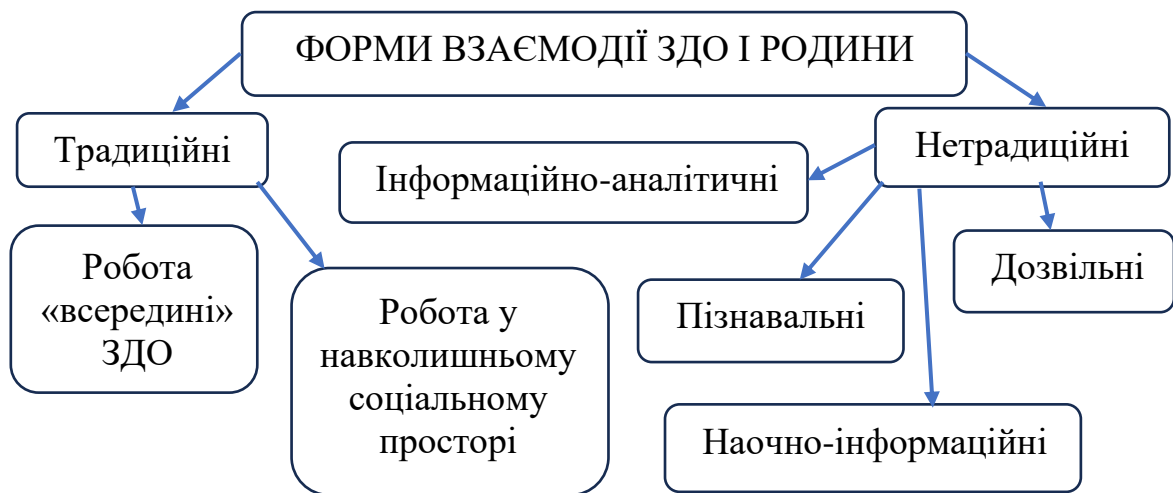 ФОРМИ ВЗАЄМОДІЇ ЗДО І РОДИНИ
Традиційні
Нетрадиційні
Інформаційно-аналітичні
Робота
«всередині»
ЗДО
Робота у
навколишньому
соціальному
просторі
Пізнавальні
Дозвільні
Наочно-інформаційні